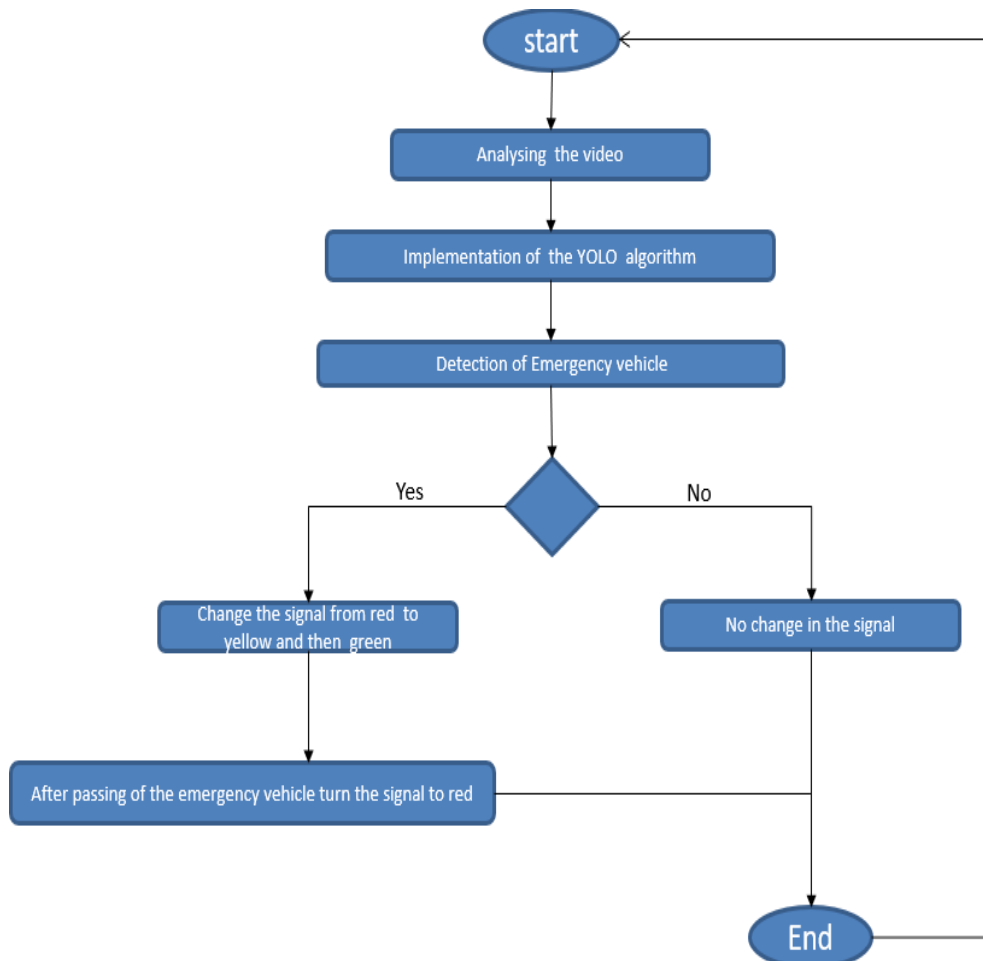 start
Analysing the video
Implementation of the YOLO algorithm
Detection of Emergency vehicle
Yes
No
Change the signal from red to
yellow and then green
No change in the signal
After passing of the emergency vehicle turn the signal to red
End